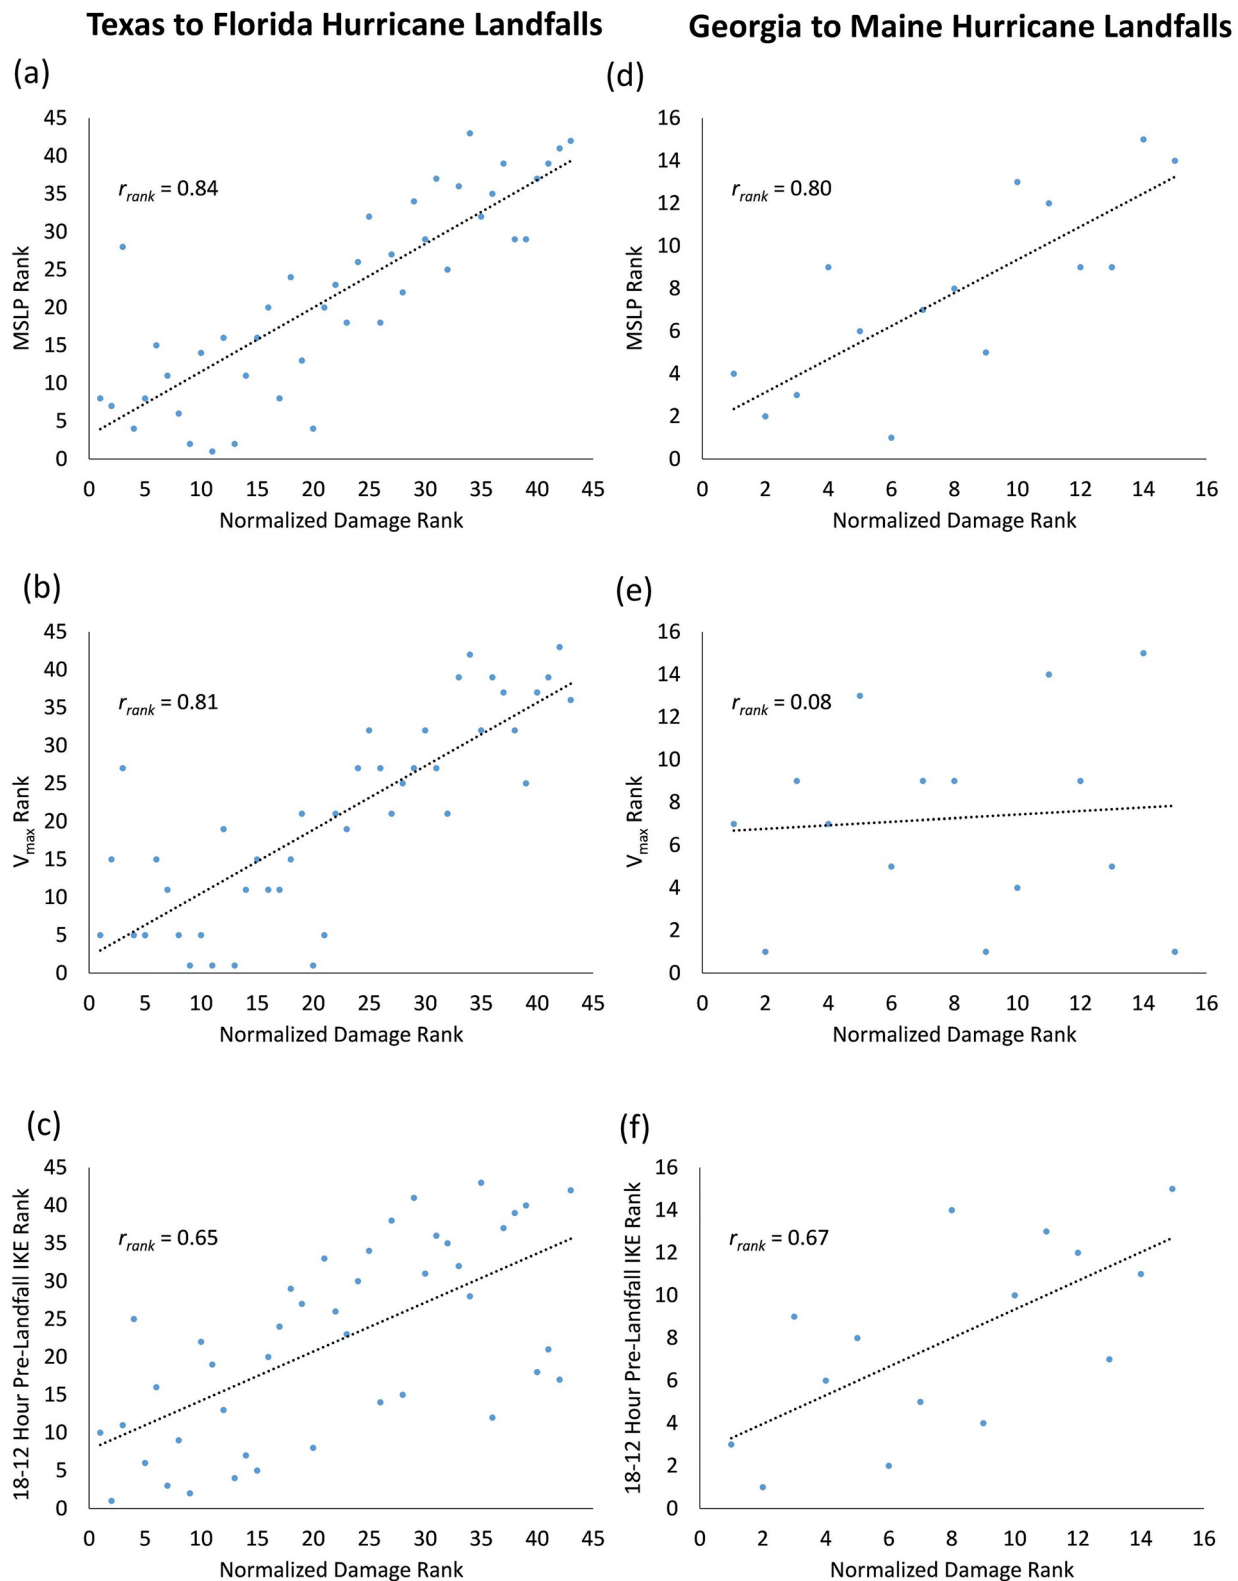 Texas to Florida Hurricane Landfalls
Georgia to Maine Hurricane Landfalls
(a)
45
40
35
30
25
20
15
10
5
0
MSLP Rank
r_rank = 0.84
0 5 10 15 20 25 30 35 40 45
Normalized Damage Rank
(d)
16
14
12
10
8
6
4
2
0
MSLP Rank
r_rank = 0.80
0 2 4 6 8 10 12 14 16
Normalized Damage Rank
(b)
45
40
35
30
25
20
15
10
5
0
V_max Rank
r_rank = 0.81
0 5 10 15 20 25 30 35 40 45
Normalized Damage Rank
(e)
16
14
12
10
8
6
4
2
0
V_max Rank
r_rank = 0.08
0 2 4 6 8 10 12 14 16
Normalized Damage Rank
(c)
45
40
35
30
25
20
15
10
5
0
18-12 Hour Pre-Landfall IKE Rank
r_rank = 0.65
0 5 10 15 20 25 30 35 40 45
Normalized Damage Rank
(f)
16
14
12
10
8
6
4
2
0
18-12 Hour Pre-Landfall IKE Rank
r_rank = 0.67
0 2 4 6 8 10 12 14 16
Normalized Damage Rank